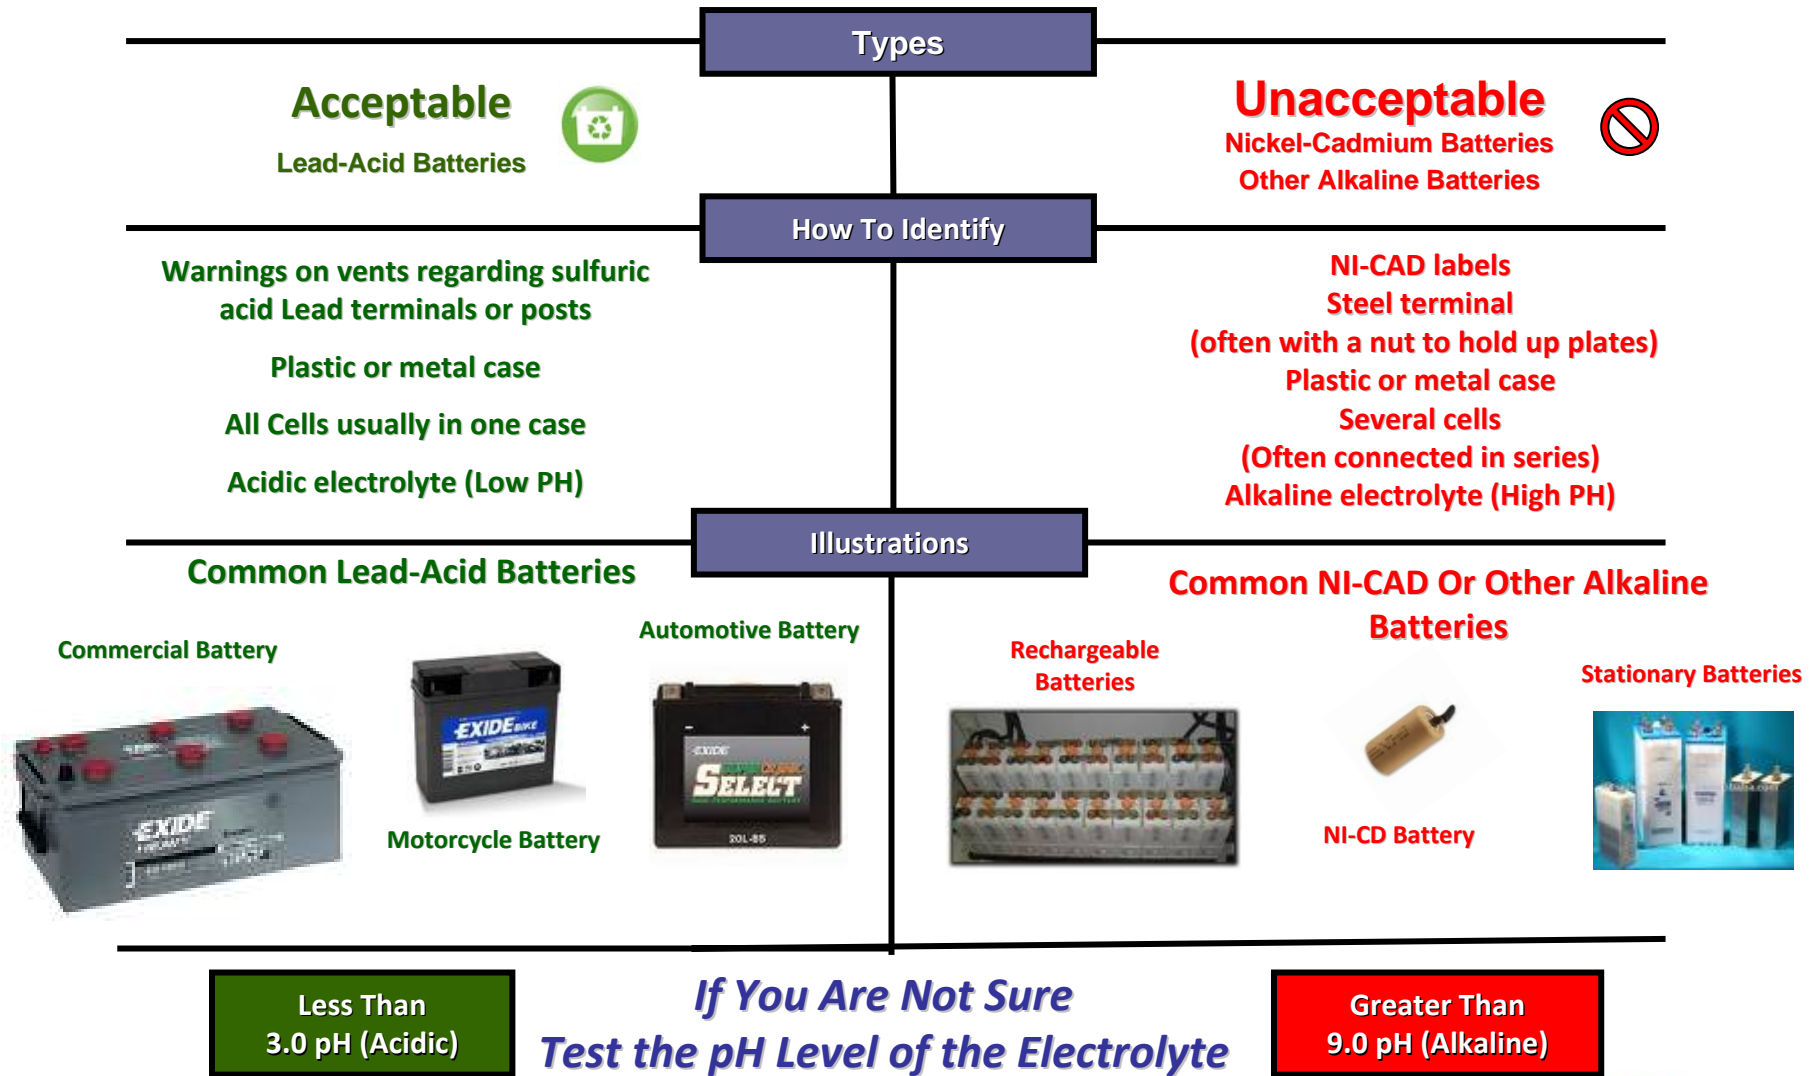 Types
Acceptable
Lead-Acid Batteries
Unacceptable
Nickel-Cadmium Batteries
Other Alkaline Batteries
How To Identify
Warnings on vents regarding sulfuric
acid Lead terminals or posts
Plastic or metal case
All Cells usually in one case
Acidic electrolyte (Low PH)
NI-CAD labels
Steel terminal
(often with a nut to hold up plates)
Plastic or metal case
Several cells
(Often connected in series)
Alkaline electrolyte (High PH)
Illustrations
Common Lead-Acid Batteries
Commercial Battery
EXIDE
EXIDE BIKE
Motorcycle Battery
Automotive Battery
- +
EXIDE
SELECT
20L-BS
Common NI-CAD Or Other Alkaline
Batteries
Rechargeable
Batteries
NI-CD Battery
Stationary Batteries
Less Than
3.0 pH (Acidic)
If You Are Not Sure
Test the pH Level of the Electrolyte
Greater Than
9.0 pH (Alkaline)